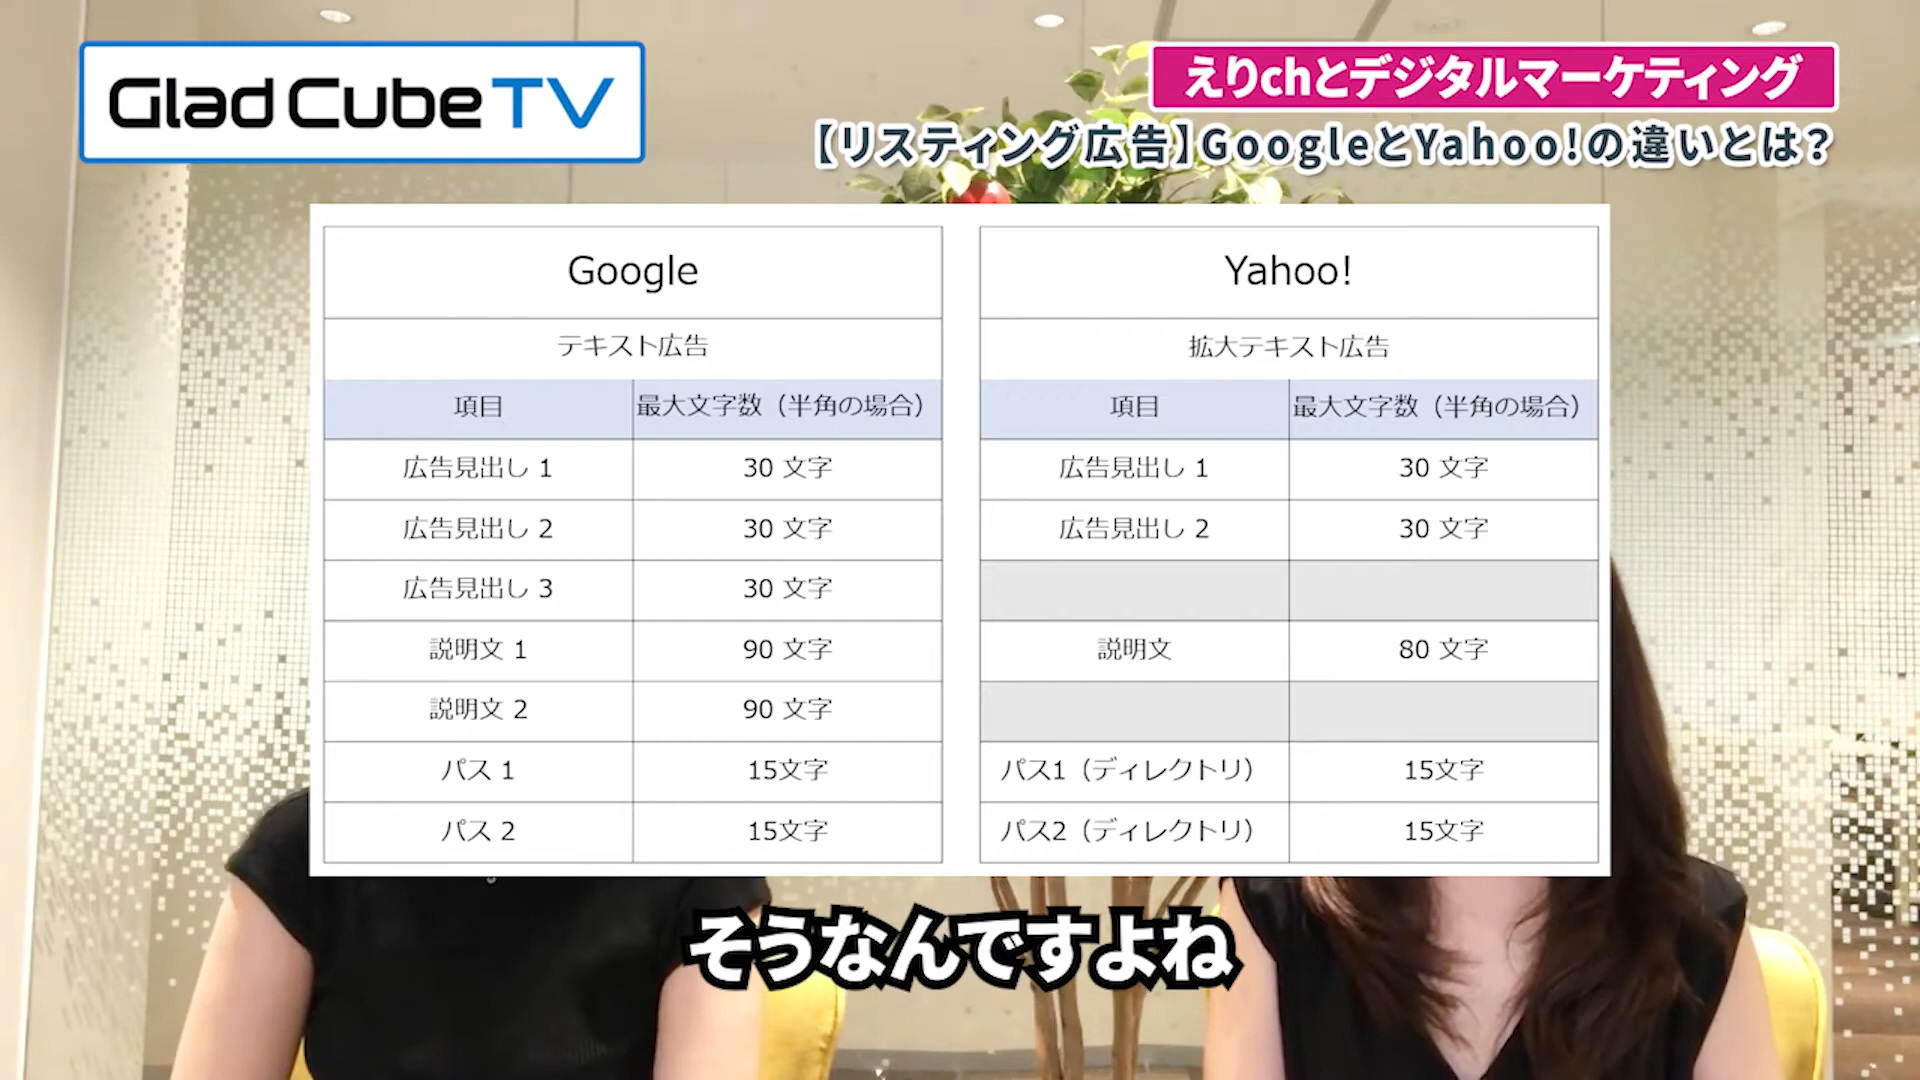 Glad Cube TV
えりchとデジタルマーケティング
【リスティング広告】GoogleとYahoo!の違いとは？
Google
テキスト広告
項目 最大文字数（半角の場合）
広告見出し 1 30 文字
広告見出し 2 30 文字
広告見出し 3 30 文字
説明文 1 90 文字
説明文 2 90 文字
パス 1 15文字
パス 2 15文字
Yahoo!
拡大テキスト広告
項目 最大文字数（半角の場合）
広告見出し 1 30 文字
広告見出し 2 30 文字
説明文 80 文字
パス1（ディレクトリ） 15文字
パス2（ディレクトリ） 15文字
そうなんですよね